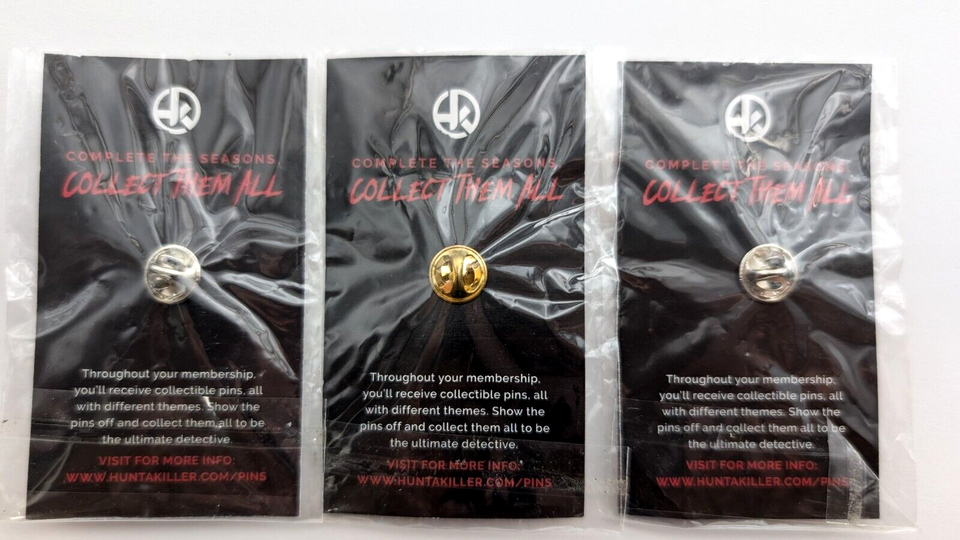 COMPLETE THE SEASONS,
COLLECT THEM ALL
Throughout your membership,
you'll receive collectible pins, all
with different themes. Show the
pins off and collect them all to be
the ultimate detective.
VISIT FOR MORE INFO:
WWW.HUNTAKILLER.COM/PINS
COMPLETE THE SEASONS,
COLLECT THEM ALL
Throughout your membership,
you'll receive collectible pins, all
with different themes. Show the
pins off and collect them all to be
the ultimate detective.
VISIT FOR MORE INFO:
WWW.HUNTAKILLER.COM/PINS
COMPLETE THE SEASONS,
COLLECT THEM ALL
Throughout your membership,
you'll receive collectible pins, all
with different themes. Show the
pins off and collect them all to be
the ultimate detective.
VISIT FOR MORE INFO:
WWW.HUNTAKILLER.COM/PINS